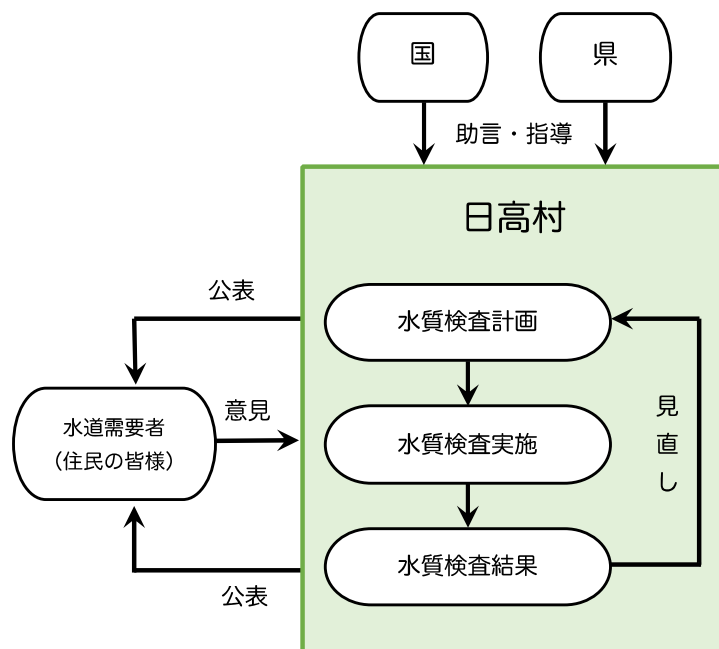 国
県
助言・指導
日高村
公表
水質検査計画
意見
水道需要者
（住民の皆様）
水質検査実施
見直し
水質検査結果
公表